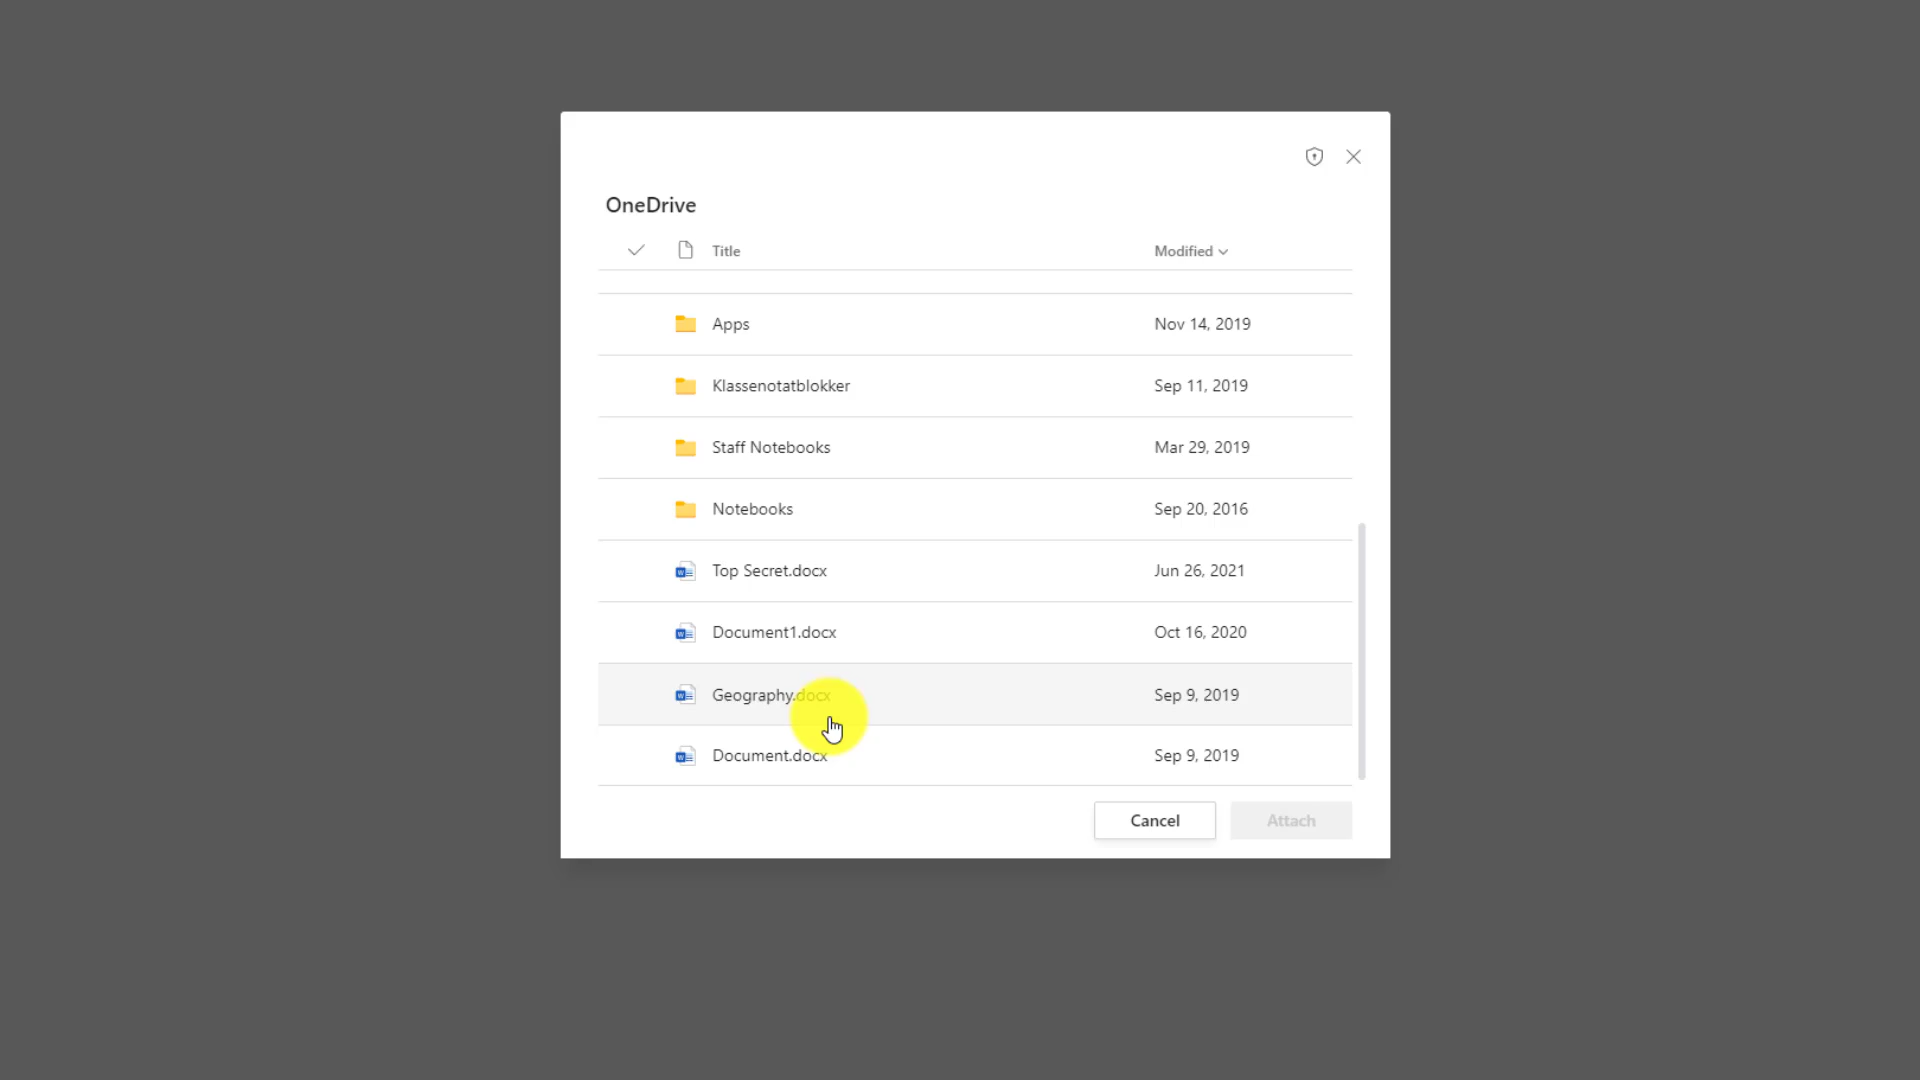 OneDrive
Title Modified
Apps Nov 14, 2019
Klassenotatblokker Sep 11, 2019
Staff Notebooks Mar 29, 2019
Notebooks Sep 20, 2016
Top Secret.docx Jun 26, 2021
Document1.docx Oct 16, 2020
Geography.docx Sep 9, 2019
Document.docx Sep 9, 2019
Cancel Attach